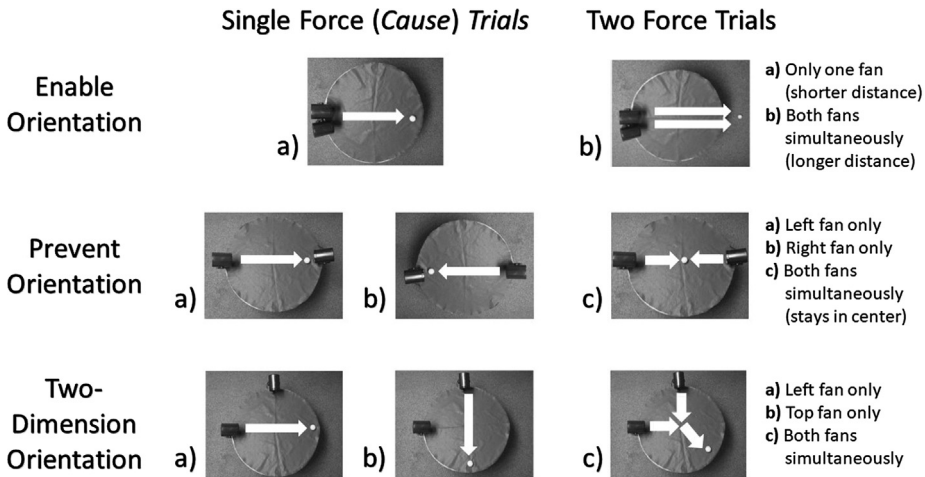 Single Force (Cause) Trials
Two Force Trials
Enable
Orientation
a)
b)
a) Only one fan
(shorter distance)
b) Both fans
simultaneously
(longer distance)
Prevent
Orientation
a)
b)
c)
a) Left fan only
b) Right fan only
c) Both fans
simultaneously
(stays in center)
Two-
Dimension
Orientation
a)
b)
c)
a) Left fan only
b) Top fan only
c) Both fans
simultaneously